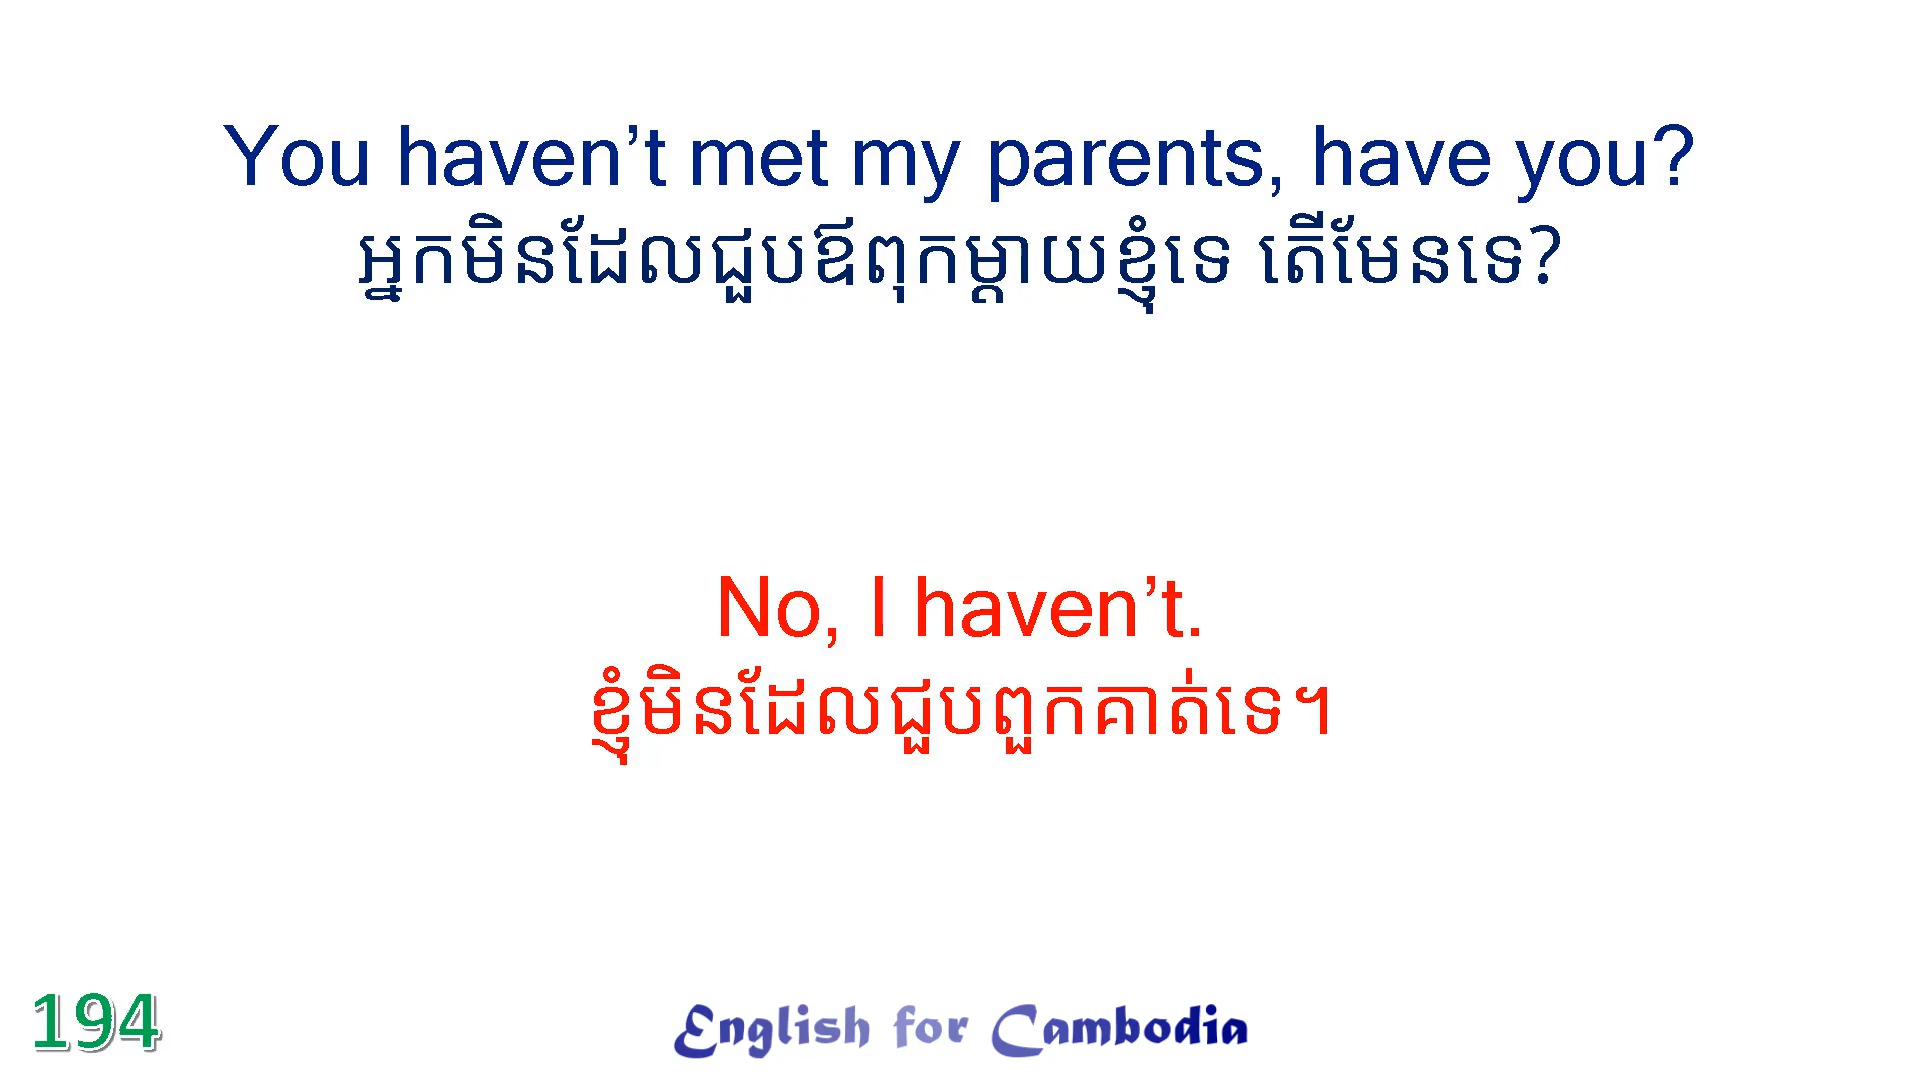 You haven’t met my parents, have you?
អ្នកមិនដែលជួបឪពុកម្តាយខ្ញុំទេ តើមែនទេ?
No, I haven’t.
ខ្ញុំមិនដែលជួបពួកគាត់ទេ។
194
English for Cambodia